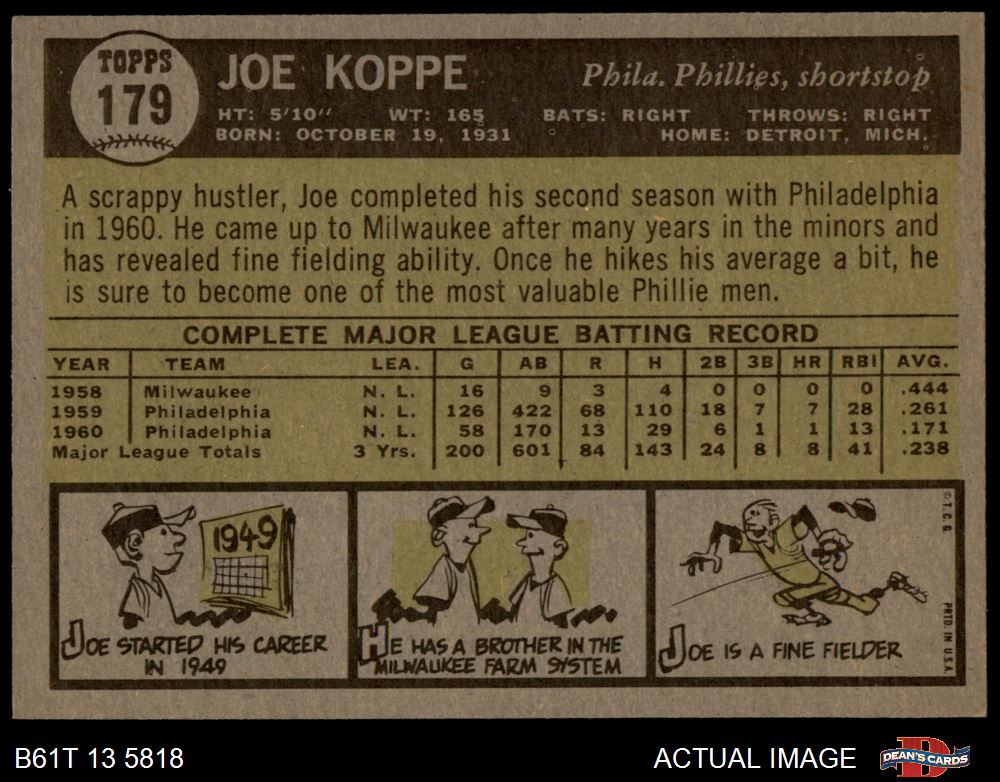 TOPPS
179
JOE KOPPE
Phila. Phillies, shortstop
HT: 5'10" WT: 165 BATS: RIGHT THROWS: RIGHT
BORN: OCTOBER 19, 1931 HOME: DETROIT, MICH.
A scrappy hustler, Joe completed his second season with Philadelphia
in 1960. He came up to Milwaukee after many years in the minors and
has revealed fine fielding ability. Once he hikes his average a bit, he
is sure to become one of the most valuable Phillie men.
COMPLETE MAJOR LEAGUE BATTING RECORD
YEAR TEAM LEA. G AB R H 2B 3B HR RBI AVG.
1958 Milwaukee N. L. 16 9 3 4 0 0 0 0 .444
1959 Philadelphia N. L. 126 422 68 110 18 7 7 28 .261
1960 Philadelphia N. L. 58 170 13 29 6 1 1 13 .171
Major League Totals 3 Yrs. 200 601 84 143 24 8 8 41 .238
1949
JOE STARTED HIS CAREER
IN 1949
HE HAS A BROTHER IN THE
MILWAUKEE FARM SYSTEM
JOE IS A FINE FIELDER
© T. C. G.
PRTD. IN U.S.A.
B61T 13 5818
ACTUAL IMAGE
DEAN'S CARDS